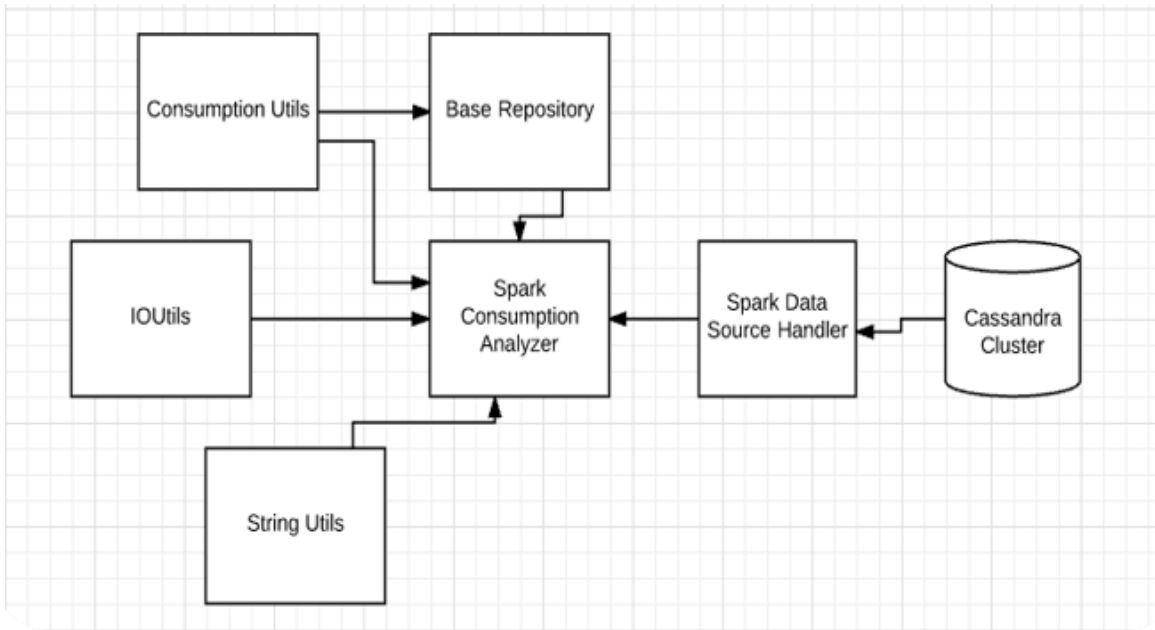 Consumption Utils
Base Repository
IOUtils
Spark
Consumption
Analyzer
Spark Data
Source Handler
Cassandra
Cluster
String Utils